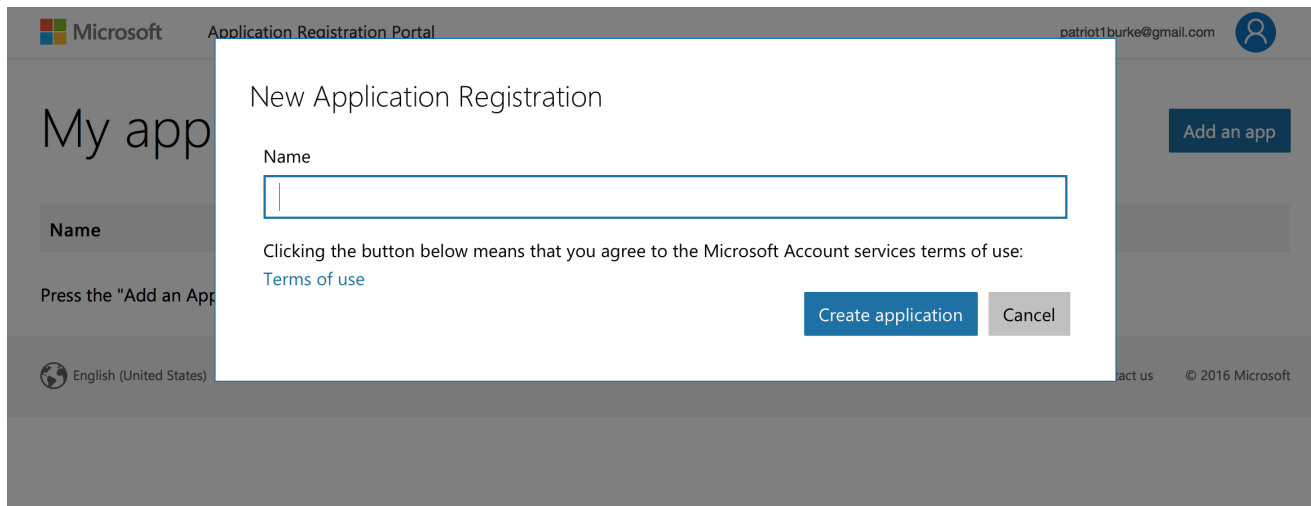 Microsoft Application Registration Portal patriot1burke@gmail.com
New Application Registration
My app Add an app
Name
Name
Clicking the button below means that you agree to the Microsoft Account services terms of use:
Terms of use
Press the "Add an App
Create application Cancel
English (United States) tact us © 2016 Microsoft